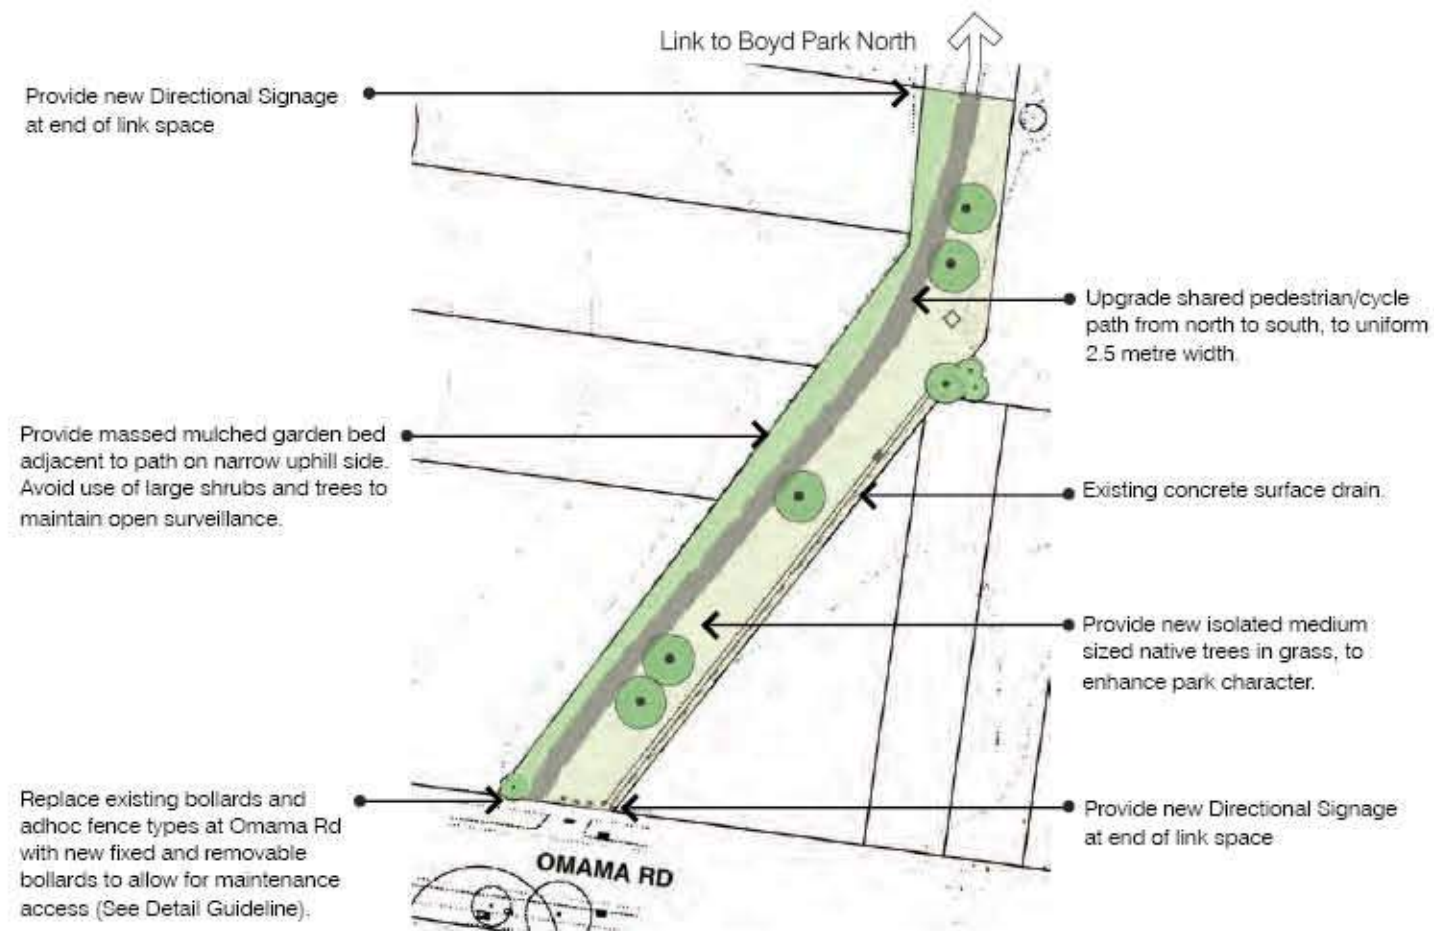 Link to Boyd Park North
Provide new Directional Signage
at end of link space
Upgrade shared pedestrian/cycle
path from north to south, to uniform
2.5 metre width.
Provide massed mulched garden bed
adjacent to path on narrow uphill side.
Avoid use of large shrubs and trees to
maintain open surveillance.
Existing concrete surface drain.
Provide new isolated medium
sized native trees in grass, to
enhance park character.
Replace existing bollards and
adhoc fence types at Omama Rd
with new fixed and removable
bollards to allow for maintenance
access (See Detail Guideline).
Provide new Directional Signage
at end of link space
OMAMA RD